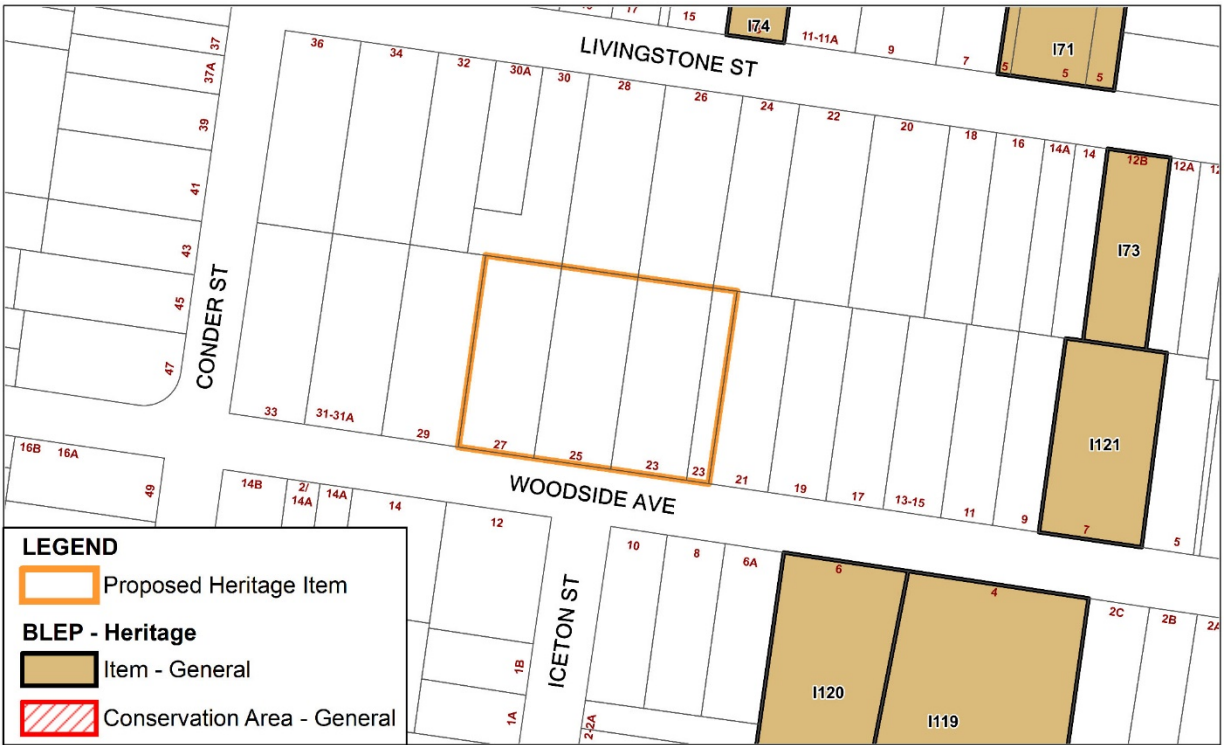 17
15
I74
11-11A
9
7
5
I71
5
5
37
37A
39
41
43
45
47
CONDER ST
LIVINGSTONE ST
36
34
32
30A
30
28
26
24
22
20
18
16
14A
14
12B
12A
I73
I121
33
31-31A
29
27
25
23
23
21
19
17
13-15
11
9
7
5
WOODSIDE AVE
16B
16A
49
14B
2/
14A
14A
14
12
10
8
6A
6
4
2C
2B
2A
ICETON ST
1B
1A
2-2A
I120
I119
LEGEND
Proposed Heritage Item
BLEP - Heritage
Item - General
Conservation Area - General